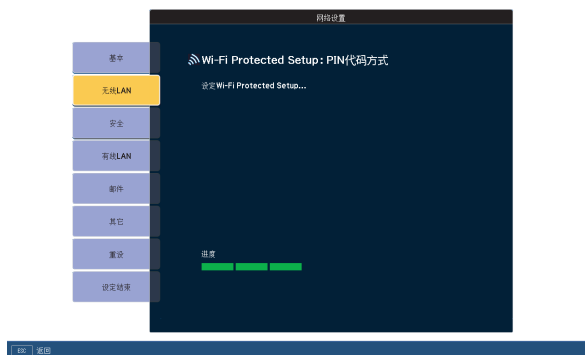 网络设置
基本
无线LAN
安全
有线LAN
邮件
其它
重设
设定结束
Wi-Fi Protected Setup: PIN代码方式
设定Wi-Fi Protected Setup...
进度
ESC 返回